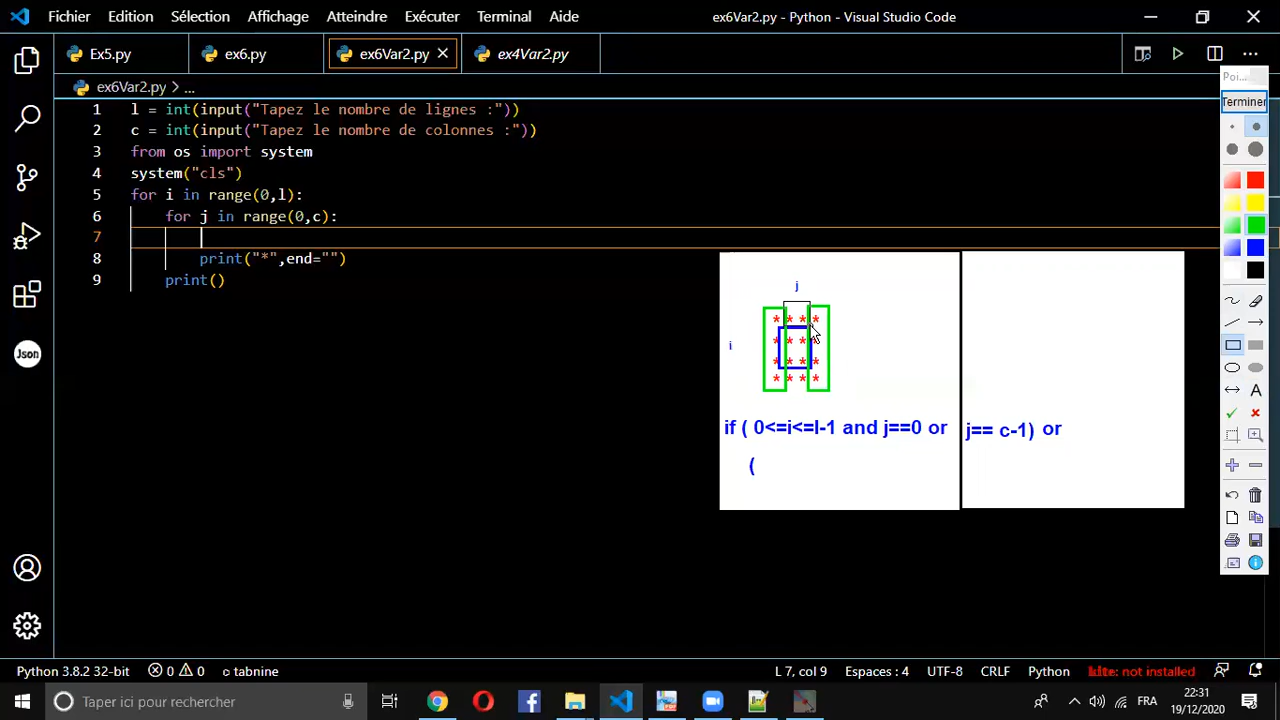 Fichier Edition Sélection Affichage Atteindre Exécuter Terminal Aide ex6Var2.py - Python - Visual Studio Code
Ex5.py ex6.py ex6Var2.py ex4Var2.py
ex6Var2.py > ...
Poi...
Terminer
1 l = int(input("Tapez le nombre de lignes :"))
2 c = int(input("Tapez le nombre de colonnes :"))
3 from os import system
4 system("cls")
5 for i in range(0,l):
6 for j in range(0,c):
7
8 print("*",end="")
9 print()
j
* * * *
i * * * *
* * * *
* * * *
if ( 0<=i<=l-1 and j==0 or j== c-1) or
(
A
Json
Python 3.8.2 32-bit 0 0 tabnine L 7, col 9 Espaces : 4 UTF-8 CRLF Python kite: not installed
Taper ici pour rechercher FRA 22:31
19/12/2020